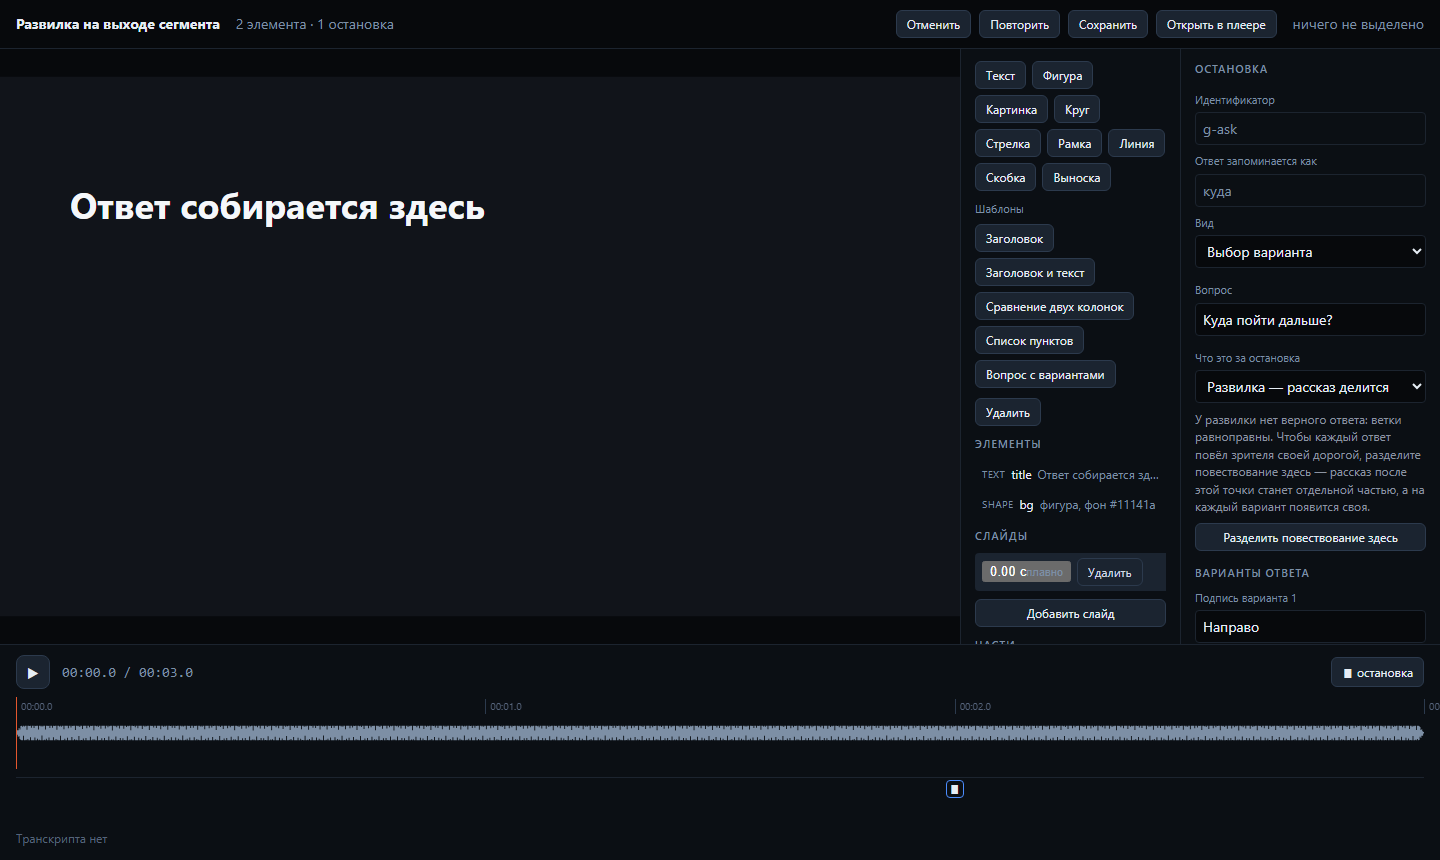 Развилка на выходе сегмента 2 элемента · 1 остановка
Отменить Повторить Сохранить Открыть в плеере ничего не выделено
Ответ собирается здесь
Текст Фигура
Картинка Круг
Стрелка Рамка Линия
Скобка Выноска
Шаблоны
Заголовок
Заголовок и текст
Сравнение двух колонок
Список пунктов
Вопрос с вариантами
Удалить
ЭЛЕМЕНТЫ
TEXT title Ответ собирается зд...
SHAPE bg фигура, фон #11141a
СЛАЙДЫ
0.00 с Удалить
Добавить слайд
ЧАСТИ
ОСТАНОВКА
Идентификатор
g-ask
Ответ запоминается как
куда
Вид
Выбор варианта
Вопрос
Куда пойти дальше?
Что это за остановка
Развилка — рассказ делится
У развилки нет верного ответа: ветки
равноправны. Чтобы каждый ответ
повёл зрителя своей дорогой, разделите
повествование здесь — рассказ после
этой точки станет отдельной частью, а на
каждый вариант появится своя.
Разделить повествование здесь
ВАРИАНТЫ ОТВЕТА
Подпись варианта 1
Направо
00:00.0 / 00:03.0 остановка
00:00.0 00:01.0 00:02.0 00
Транскрипта нет